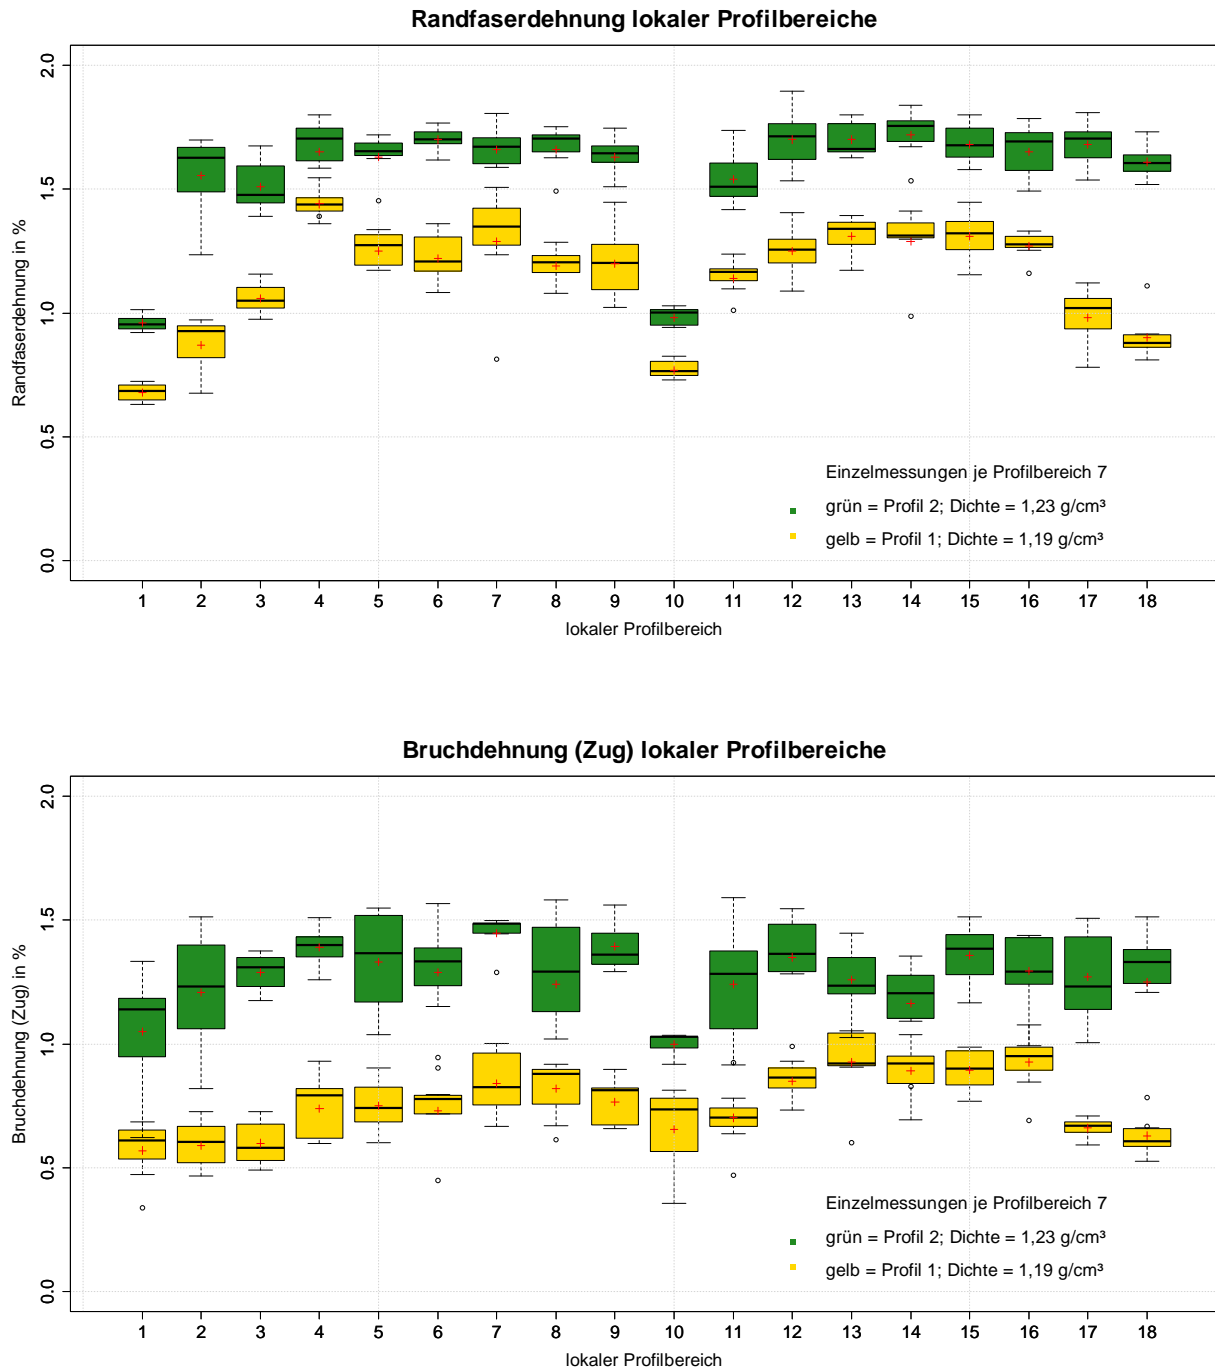 Randfaserdehnung lokaler Profilbereiche
Randfaserdehnung in %
2.0
1.5
1.0
0.5
0.0
Einzelmessungen je Profilbereich 7
grün = Profil 2; Dichte = 1,23 g/cm³
gelb = Profil 1; Dichte = 1,19 g/cm³
1 2 3 4 5 6 7 8 9 10 11 12 13 14 15 16 17 18
lokaler Profilbereich
Bruchdehnung (Zug) lokaler Profilbereiche
Bruchdehnung (Zug) in %
2.0
1.5
1.0
0.5
0.0
Einzelmessungen je Profilbereich 7
grün = Profil 2; Dichte = 1,23 g/cm³
gelb = Profil 1; Dichte = 1,19 g/cm³
1 2 3 4 5 6 7 8 9 10 11 12 13 14 15 16 17 18
lokaler Profilbereich